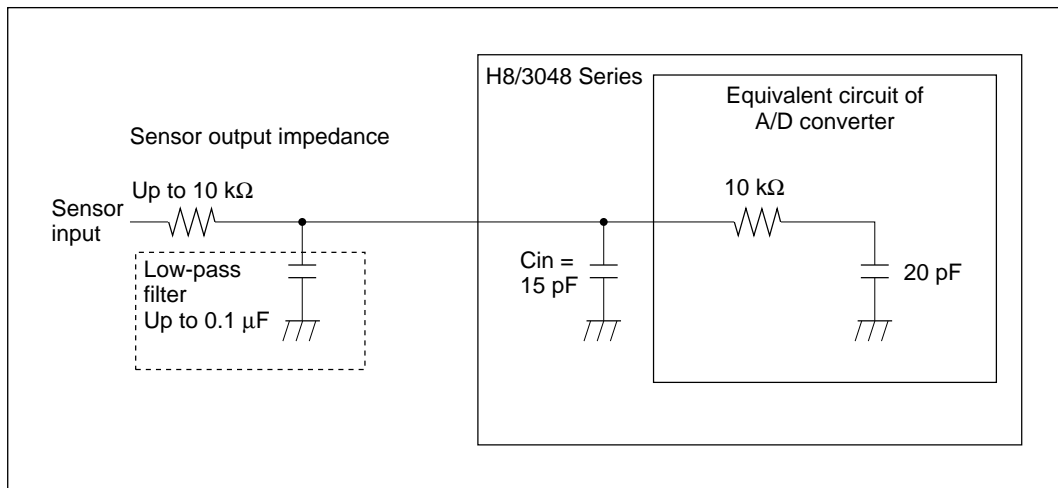 H8/3048 Series
Equivalent circuit of
A/D converter
Sensor output impedance
Up to 10 kΩ
10 kΩ
Sensor
input
Low-pass
filter
Up to 0.1 μF
Cin =
15 pF
20 pF